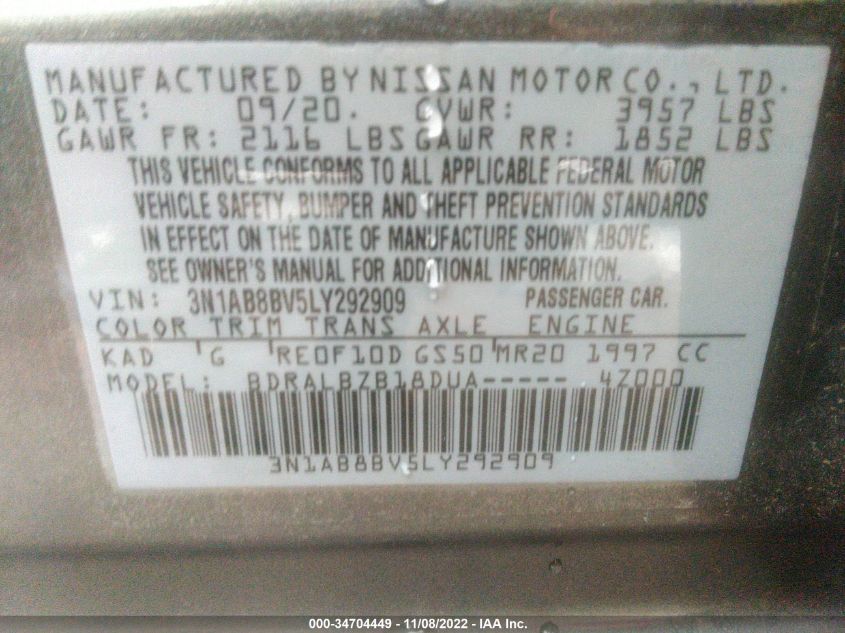 MANUFACTURED BY NISSAN MOTOR CO., LTD.
DATE: 09/20. GVWR: 3957 LBS
GAWR FR: 2116 LBS GAWR RR: 1852 LBS
THIS VEHICLE CONFORMS TO ALL APPLICABLE FEDERAL MOTOR
VEHICLE SAFETY, BUMPER AND THEFT PREVENTION STANDARDS
IN EFFECT ON THE DATE OF MANUFACTURE SHOWN ABOVE.
SEE OWNER'S MANUAL FOR ADDITIONAL INFORMATION.
VIN: 3N1AB8BV5LY292909 PASSENGER CAR.
COLOR TRIM TRANS AXLE ENGINE
KAD G RE0F10D GS50 MR20 1997 CC
MODEL: BDRALBZB18DUA----- 4Z000
3N1AB8BV5LY292909
000-34704449 - 11/08/2022 - IAA Inc.